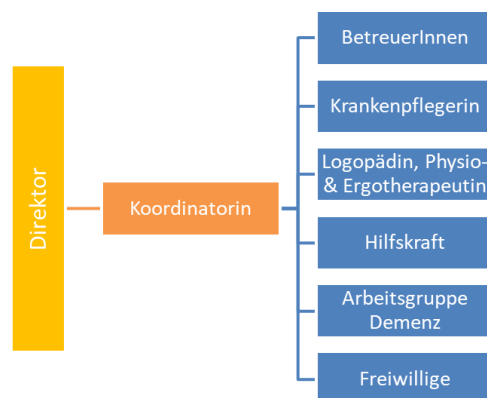 Direktor
Koordinatorin
BetreuerInnen
Krankenpflegerin
Logopädin, Physio-
& Ergotherapeutin
Hilfskraft
Arbeitsgruppe
Demenz
Freiwillige